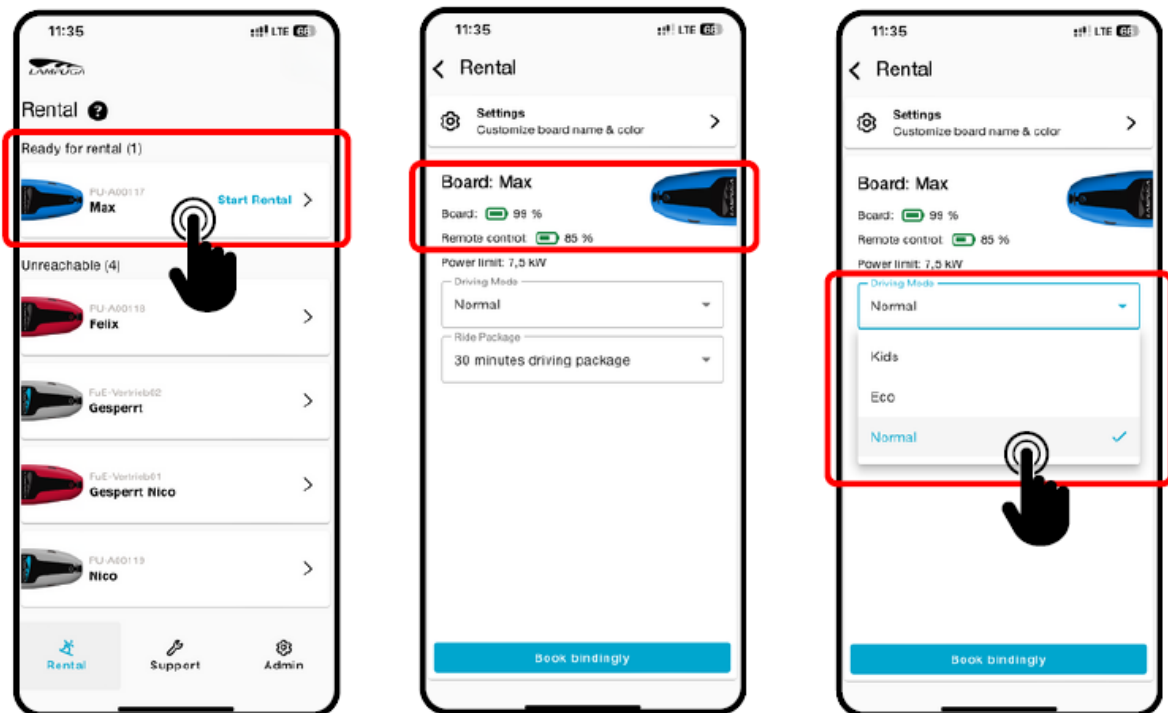 11:35 LTE 66
LAMPUGA
Rental ?
Ready for rental (1)
PU-A00117
Max
Start Rental
Unreachable (4)
PU-A00118
Felix
FuE-Vertrieb02
Gesperrt
FuE-Vertrieb01
Gesperrt Nico
PU-A00119
Nico
Rental
Support
Admin
11:35 LTE 66
Rental
Settings
Customize board name & color
Board: Max
Board: 99 %
Remote control: 85 %
Power limit: 7,5 kW
Driving Mode
Normal
Ride Package
30 minutes driving package
Book bindingly
11:35 LTE 66
Rental
Settings
Customize board name & color
Board: Max
Board: 99 %
Remote control: 85 %
Power limit: 7,5 kW
Driving Mode
Normal
Kids
Eco
Normal
Book bindingly